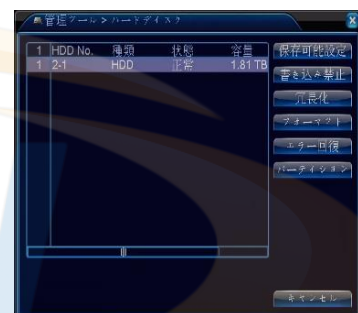 管理ツール > ハードディスク
1 HDD No. 種類 状態 容量
1 2-1 HDD 正常 1.81 TB
保存可能設定
書き込み禁止
冗長化
フォーマット
エラー回復
パーティション
キャンセル